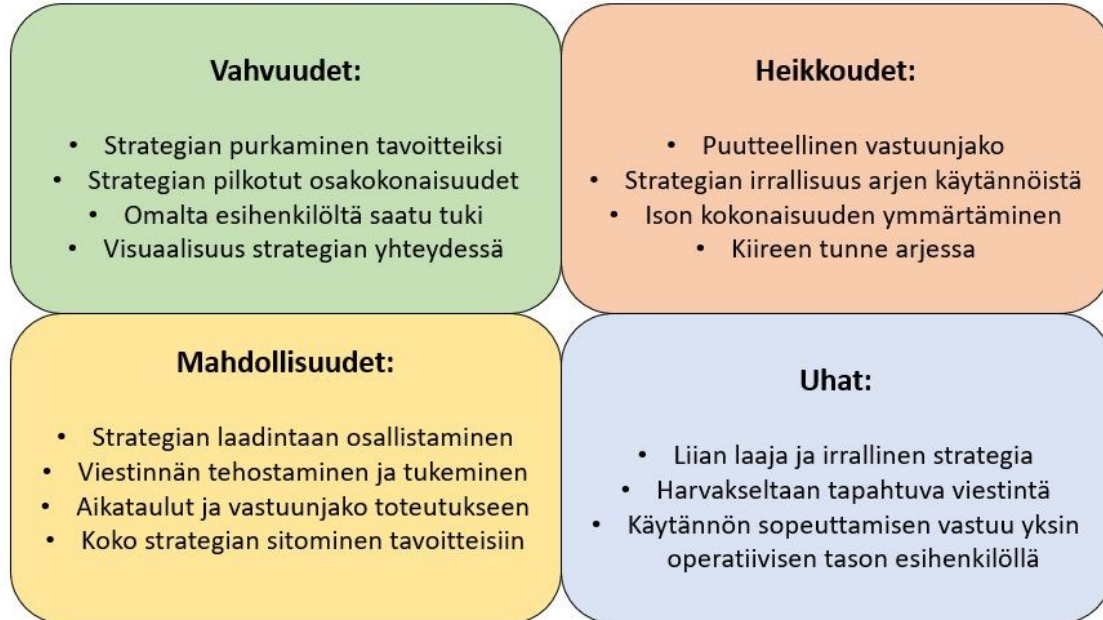 Vahvuudet:
• Strategian purkaminen tavoitteiksi
• Strategian pilkotut osakokonaisuudet
• Omalta esihenkilöltä saatu tuki
• Visuaalisuus strategian yhteydessä
Heikkoudet:
• Puutteellinen vastuunjako
• Strategian irrallisuus arjen käytännöistä
• Ison kokonaisuuden ymmärtäminen
• Kiireen tunne arjessa
Mahdollisuudet:
• Strategian laadintaan osallistaminen
• Viestinnän tehostaminen ja tukeminen
• Aikataulut ja vastuunjako toteutukseen
• Koko strategian sitominen tavoitteisiin
Uhat:
• Liian laaja ja irrallinen strategia
• Harvakseltaan tapahtuva viestintä
• Käytännön sopeuttamisen vastuu yksin
operatiivisen tason esihenkilöllä